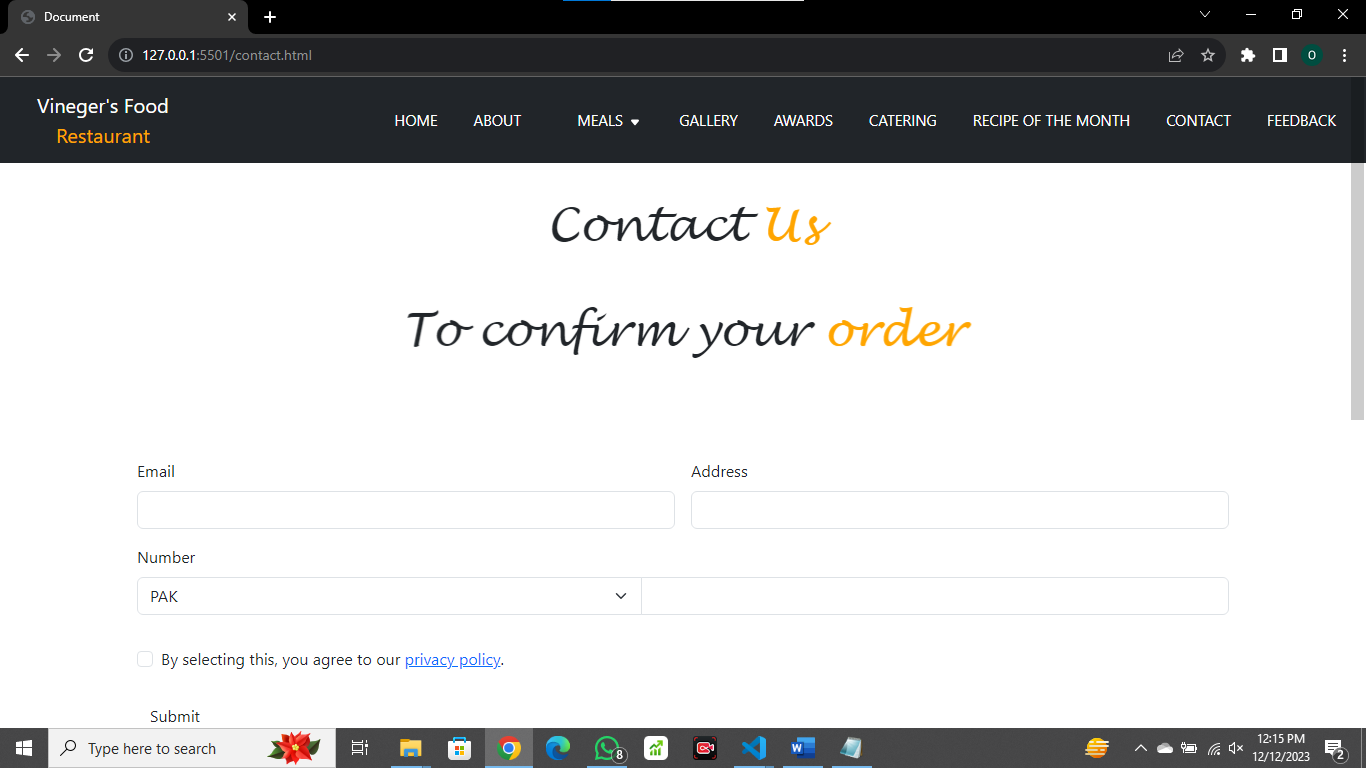 Document
127.0.0.1:5501/contact.html
O
Vineger's Food
Restaurant
HOME ABOUT MEALS GALLERY AWARDS CATERING RECIPE OF THE MONTH CONTACT FEEDBACK
Contact Us
To confirm your order
Email Address
Number
PAK
By selecting this, you agree to our privacy policy.
Submit
Type here to search
8
12:15 PM
12/12/2023
2